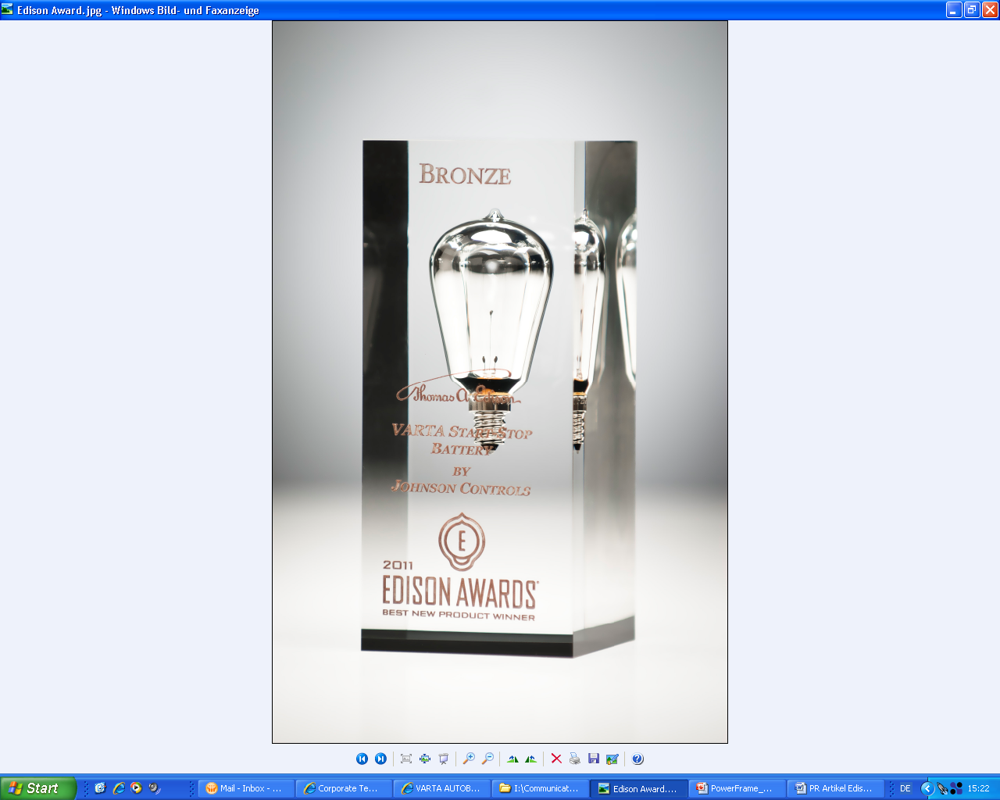 Edison Award.jpg - Windows Bild- und Faxanzeige
BRONZE
Thomas A. Edison
VARTA START-STOP
BATTERY
BY
JOHNSON CONTROLS
E
2011
EDISON AWARDS
BEST NEW PRODUCT WINNER
Start
Mail - Inbox - ...
Corporate Te...
VARTA AUTOB...
I:\Communicat...
Edison Award....
PowerFrame_...
PR Artikel Edis...
DE
15:22